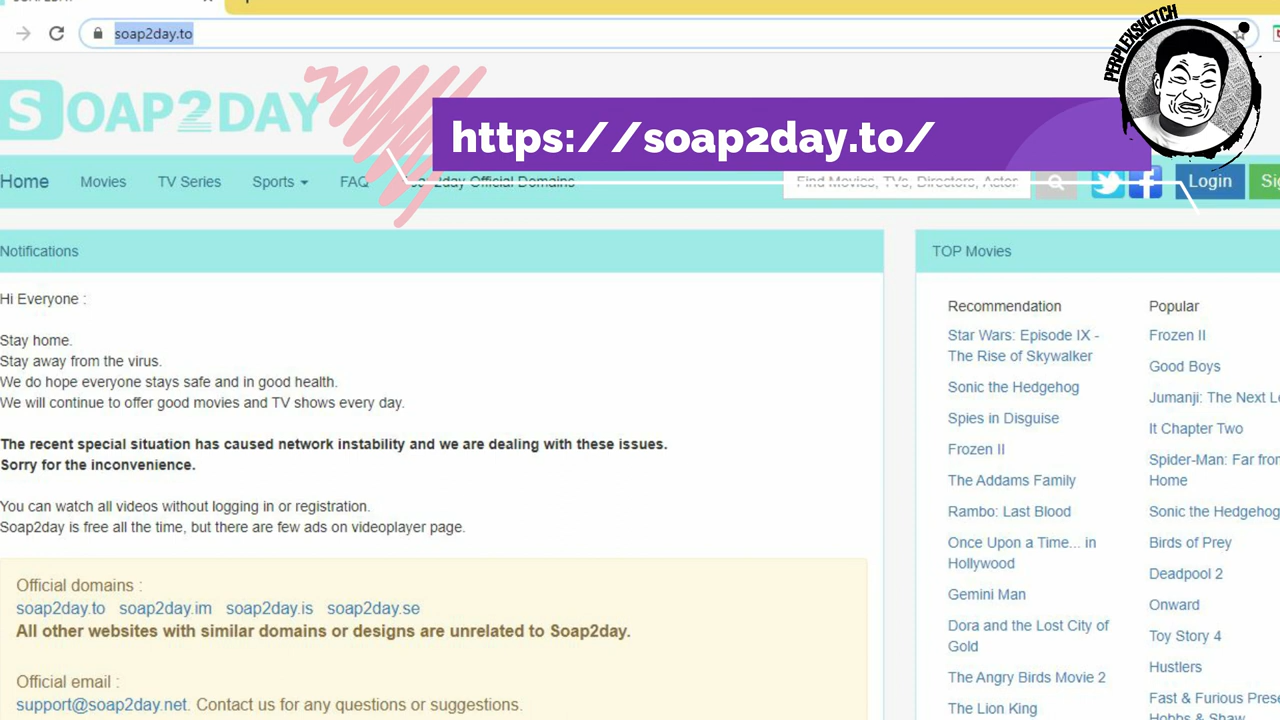 soap2day.to
PERPLEXSKETCH
SOAP2DAY
https://soap2day.to/
Home Movies TV Series Sports FAQ Soap2day Official Domains Find Movies, TVs, Directors, Actor Login
Notifications
Hi Everyone :
Stay home.
Stay away from the virus.
We do hope everyone stays safe and in good health.
We will continue to offer good movies and TV shows every day.
The recent special situation has caused network instability and we are dealing with these issues.
Sorry for the inconvenience.
You can watch all videos without logging in or registration.
Soap2day is free all the time, but there are few ads on videoplayer page.
Official domains :
soap2day.to soap2day.im soap2day.is soap2day.se
All other websites with similar domains or designs are unrelated to Soap2day.
Official email :
support@soap2day.net. Contact us for any questions or suggestions.
TOP Movies
Recommendation
Star Wars: Episode IX -
The Rise of Skywalker
Sonic the Hedgehog
Spies in Disguise
Frozen II
The Addams Family
Rambo: Last Blood
Once Upon a Time... in
Hollywood
Gemini Man
Dora and the Lost City of
Gold
The Angry Birds Movie 2
The Lion King
Popular
Frozen II
Good Boys
Jumanji: The Next
It Chapter Two
Spider-Man: Far from
Home
Sonic the Hedgehog
Birds of Prey
Deadpool 2
Onward
Toy Story 4
Hustlers
Fast & Furious
Hobbs & Shaw